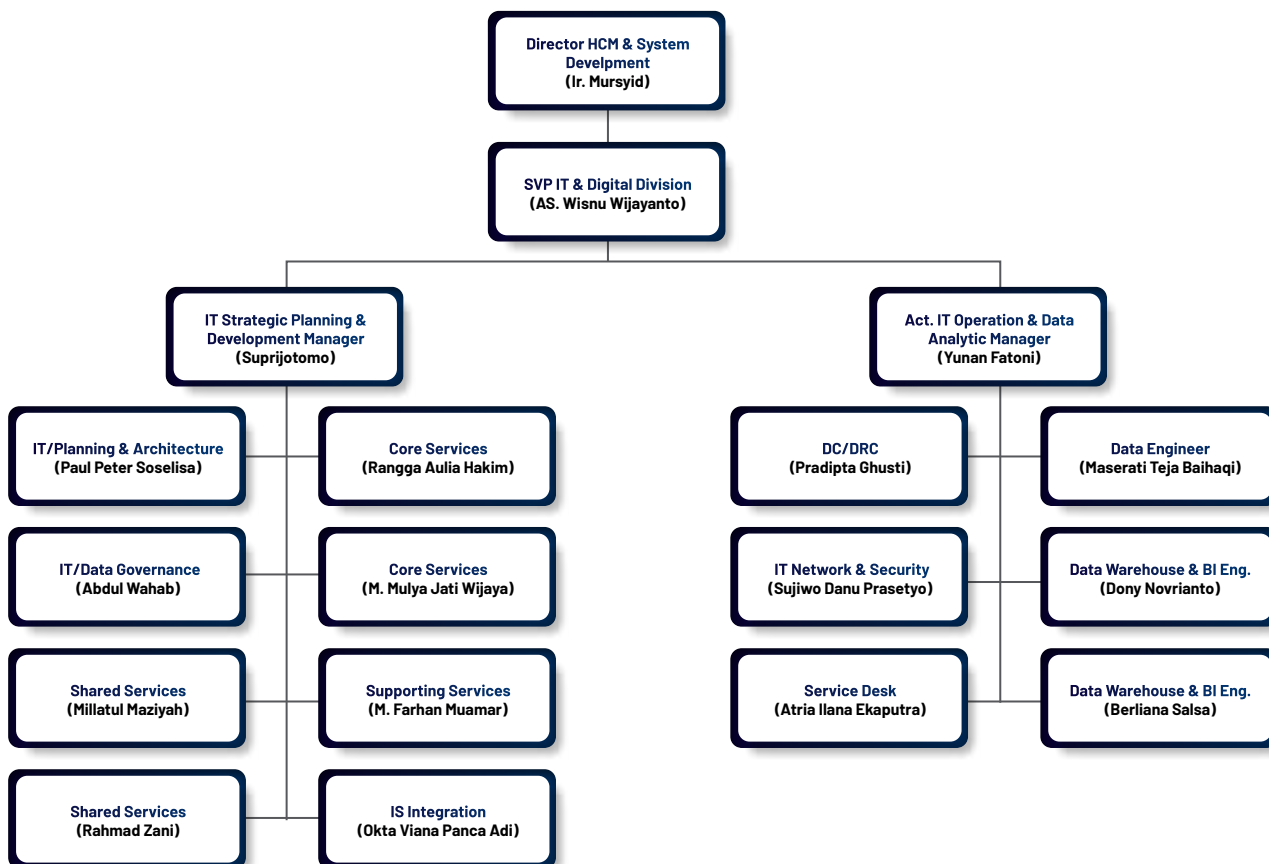 Director HCM & System
Develpment
(Ir. Mursyid)
SVP IT & Digital Division
(AS. Wisnu Wijayanto)
IT Strategic Planning &
Development Manager
(Suprijotomo)
Act. IT Operation & Data
Analytic Manager
(Yunan Fatoni)
IT/Planning & Architecture
(Paul Peter Soselisa)
Core Services
(Rangga Aulia Hakim)
DC/DRC
(Pradipta Ghusti)
Data Engineer
(Maserati Teja Baihaqi)
IT/Data Governance
(Abdul Wahab)
Core Services
(M. Mulya Jati Wijaya)
IT Network & Security
(Sujiwo Danu Prasetyo)
Data Warehouse & BI Eng.
(Dony Novrianto)
Shared Services
(Millatul Maziyah)
Supporting Services
(M. Farhan Muamar)
Service Desk
(Atria Ilana Ekaputra)
Data Warehouse & BI Eng.
(Berliana Salsa)
Shared Services
(Rahmad Zani)
IS Integration
(Okta Viana Panca Adi)